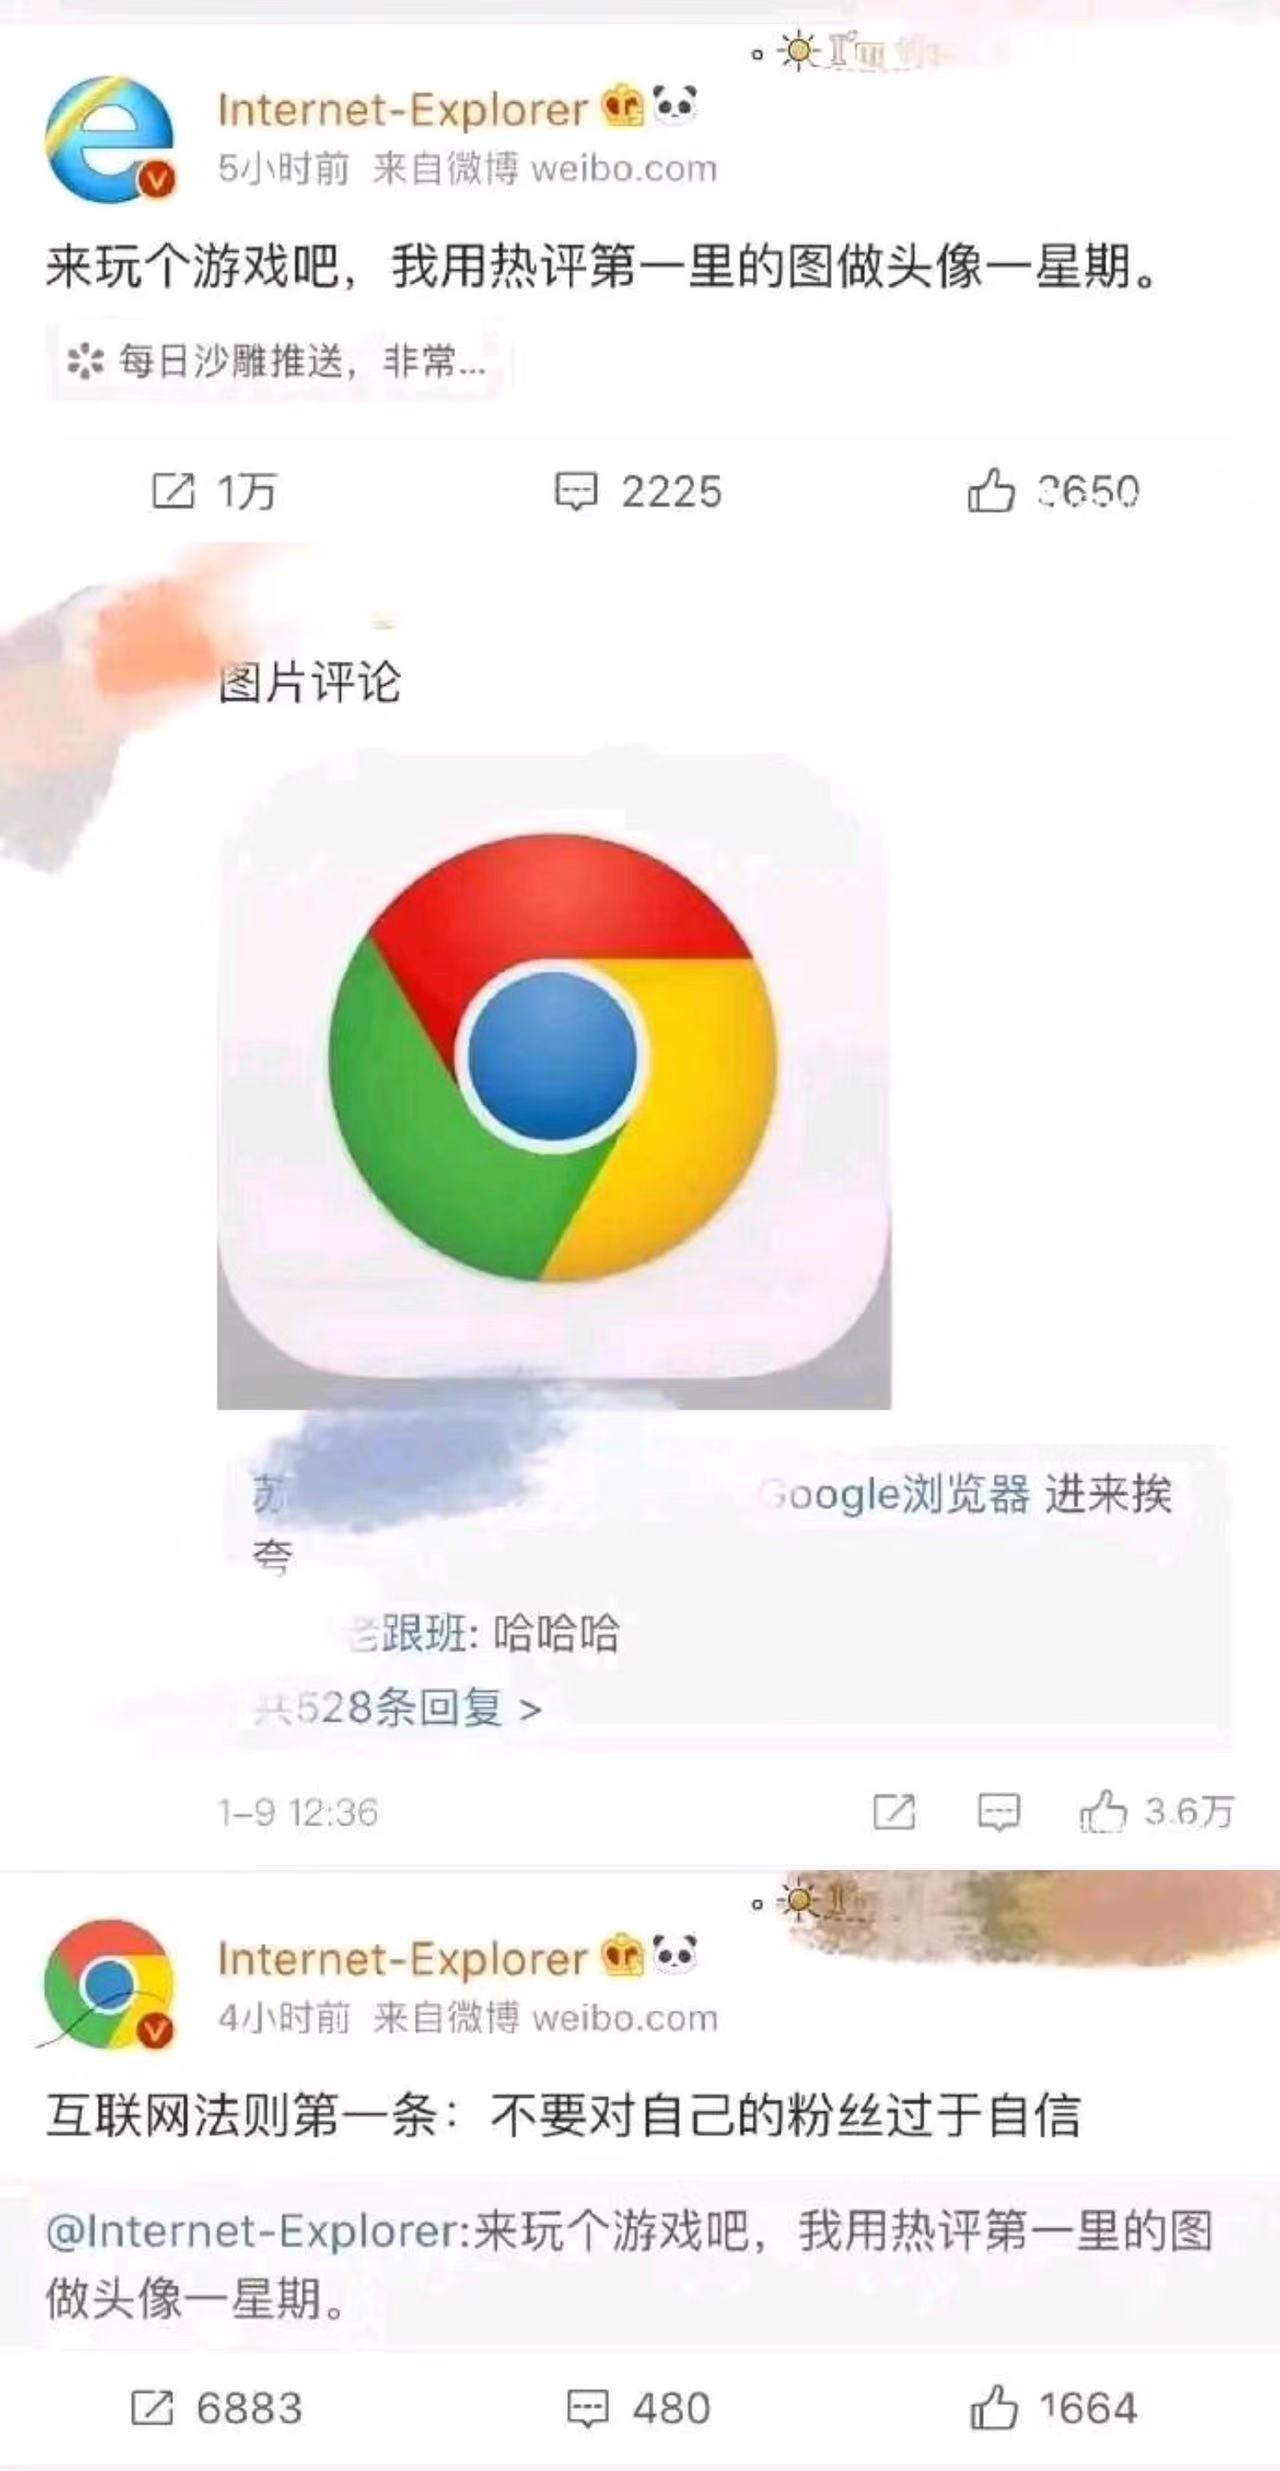 I'm
Internet-Explorer
5小时前 来自微博 weibo.com
来玩个游戏吧，我用热评第一里的图做头像一星期。
每日沙雕推送，非常...
1万
2225
3650
图片评论
苏
Google浏览器 进来挨
夸
老跟班: 哈哈哈
共528条回复 >
1-9 12:36
3.6万
I'm
Internet-Explorer
4小时前 来自微博 weibo.com
互联网法则第一条：不要对自己的粉丝过于自信
@Internet-Explorer:来玩个游戏吧，我用热评第一里的图
做头像一星期。
6883
480
1664